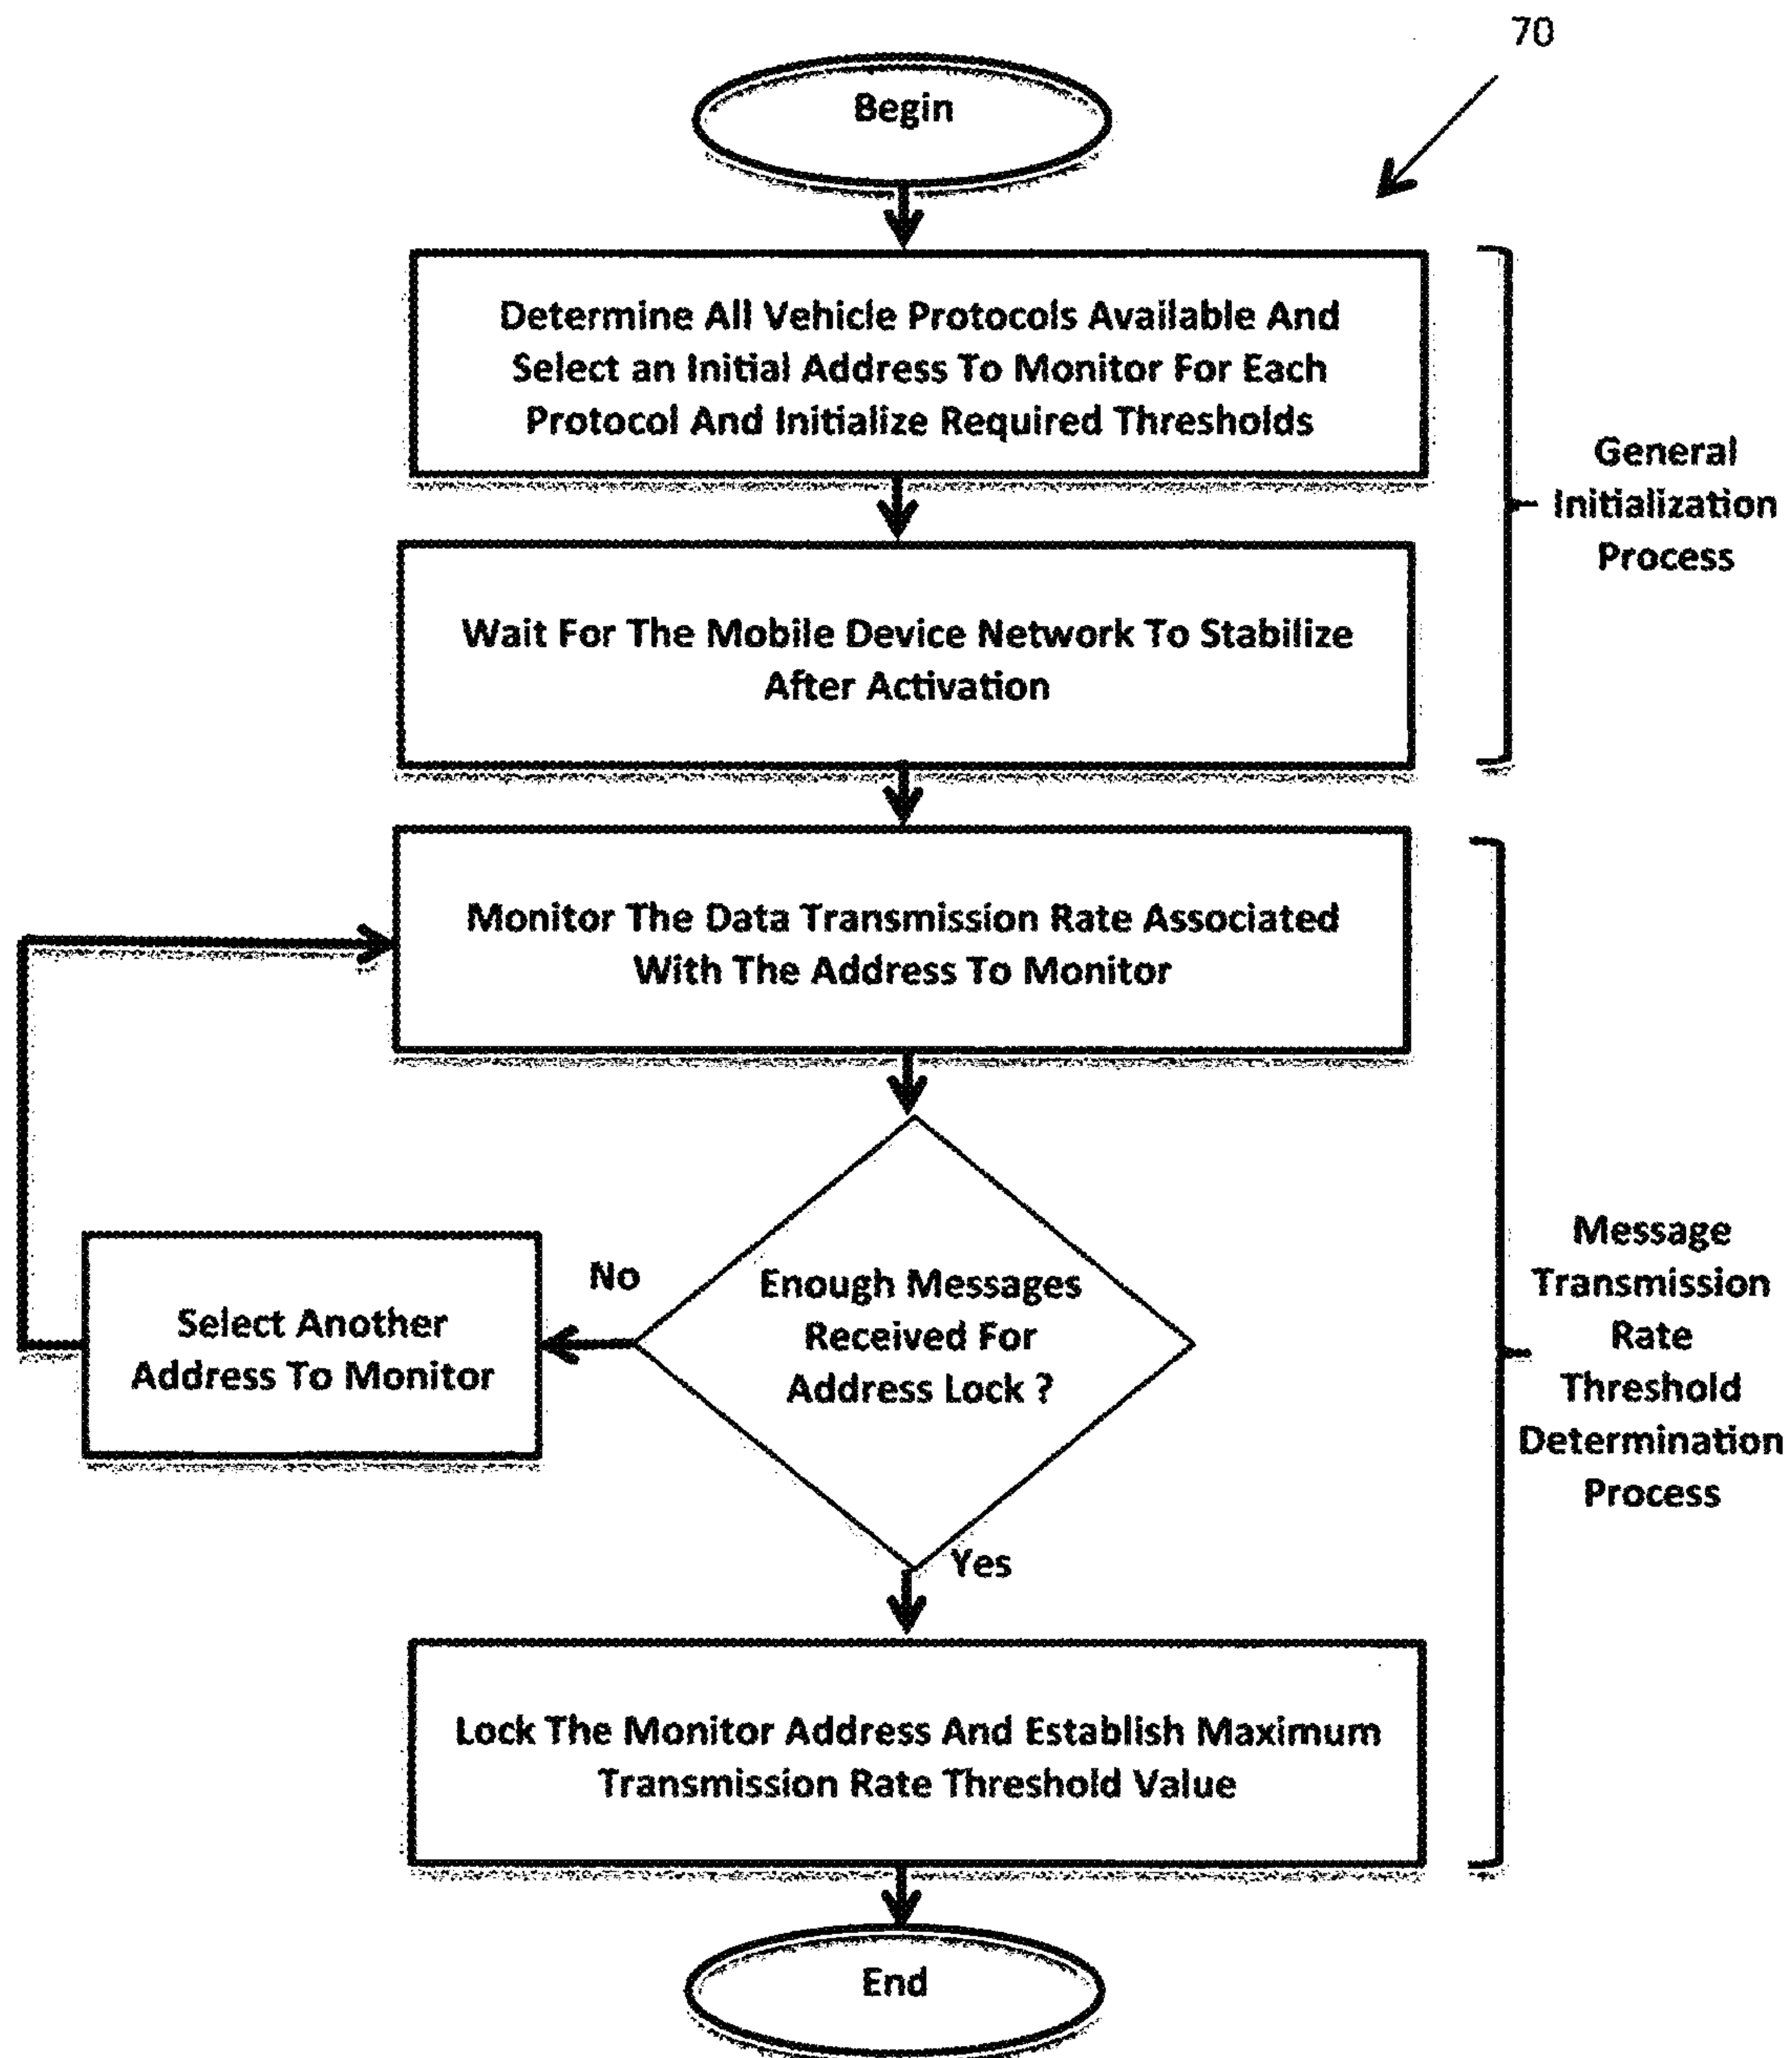 70
Begin
Determine All Vehicle Protocols Available And
Select an Initial Address To Monitor For Each
Protocol And Initialize Required Thresholds
General
Initialization
Process
Wait For The Mobile Device Network To Stabilize
After Activation
Monitor The Data Transmission Rate Associated
With The Address To Monitor
No
Enough Messages
Received For
Address Lock ?
Select Another
Address To Monitor
Message
Transmission
Rate
Threshold
Determination
Process
Yes
Lock The Monitor Address And Establish Maximum
Transmission Rate Threshold Value
End